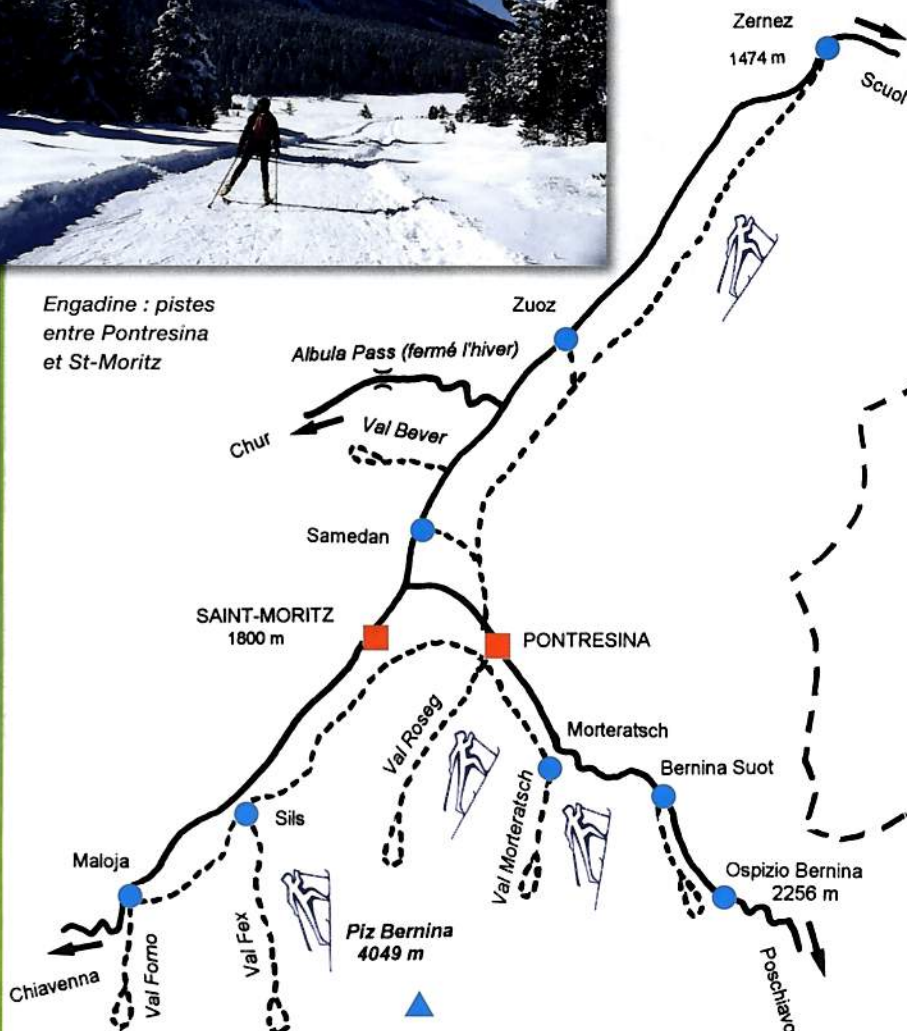 Zernez
1474 m
Scuol
Engadine : pistes
entre Pontresina
et St-Moritz
Zuoz
Albula Pass (fermé l'hiver)
Chur
Val Bever
Samedan
SAINT-MORITZ
1800 m
PONTRESINA
Val Roseg
Morteratsch
Val Morteratsch
Bernina Suot
Sils
Maloja
Ospizio Bernina
2256 m
Piz Bernina
4049 m
Chiavenna
Val Forno
Val Fex
Poschiavo